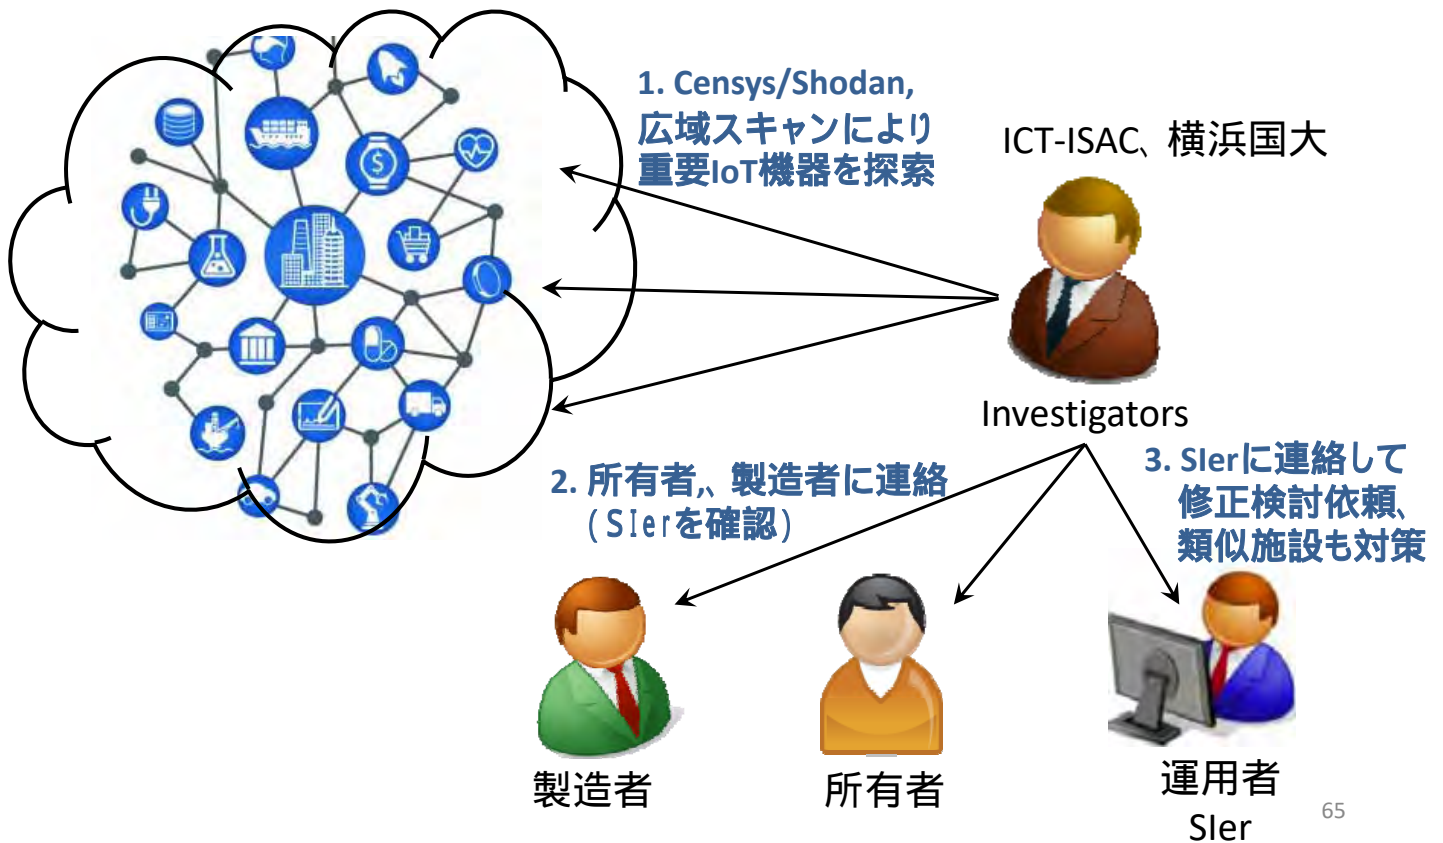 1. Censys/Shodan,
広域スキャンにより
重要IoT機器を探索
ICT-ISAC、横浜国大
Investigators
2. 所有者,、製造者に連絡
(SIerを確認)
3. SIerに連絡して
修正検討依頼、
類似施設も対策
製造者
所有者
運用者
SIer
65